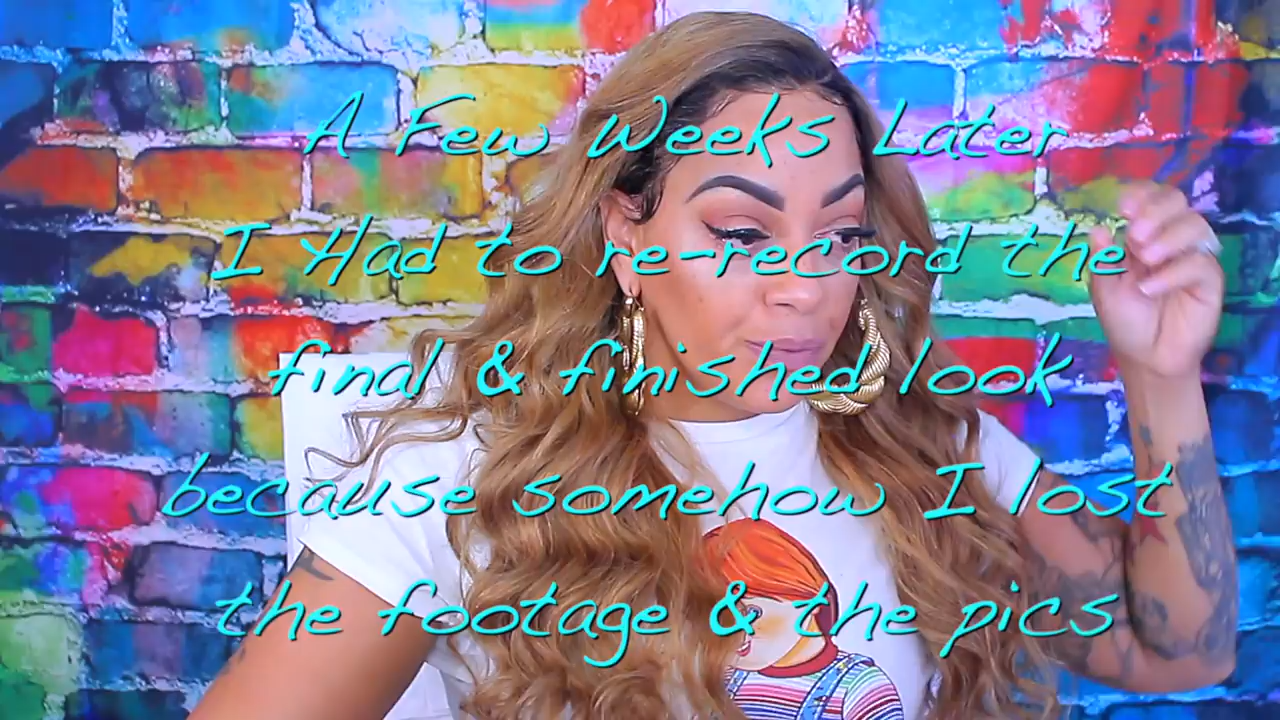 A Few Weeks Later
I Had to re-record the
final & finished look
because somehow I lost
the footage & the pics